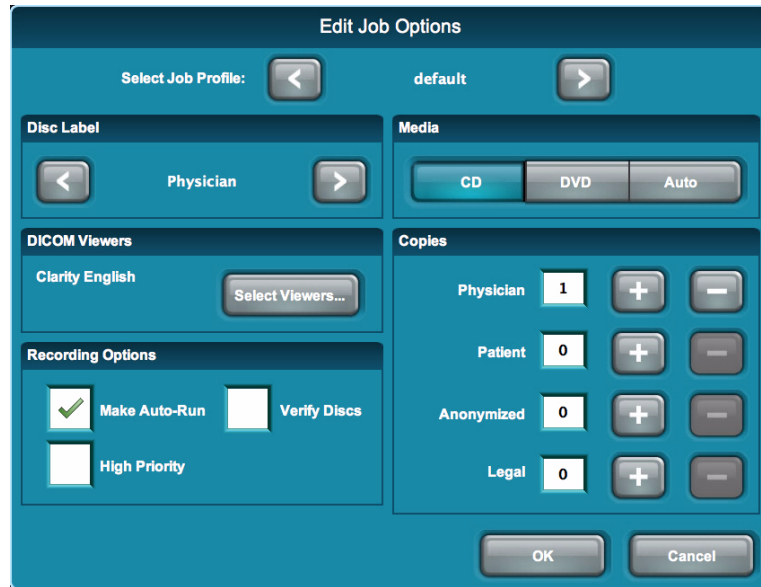 Edit Job Options
Select Job Profile: < default >
Disc Label
< Physician >
Media
CD DVD Auto
DICOM Viewers
Clarity English
Select Viewers...
Recording Options
Make Auto-Run Verify Discs
High Priority
Copies
Physician 1 + -
Patient 0 + -
Anonymized 0 + -
Legal 0 + -
OK Cancel